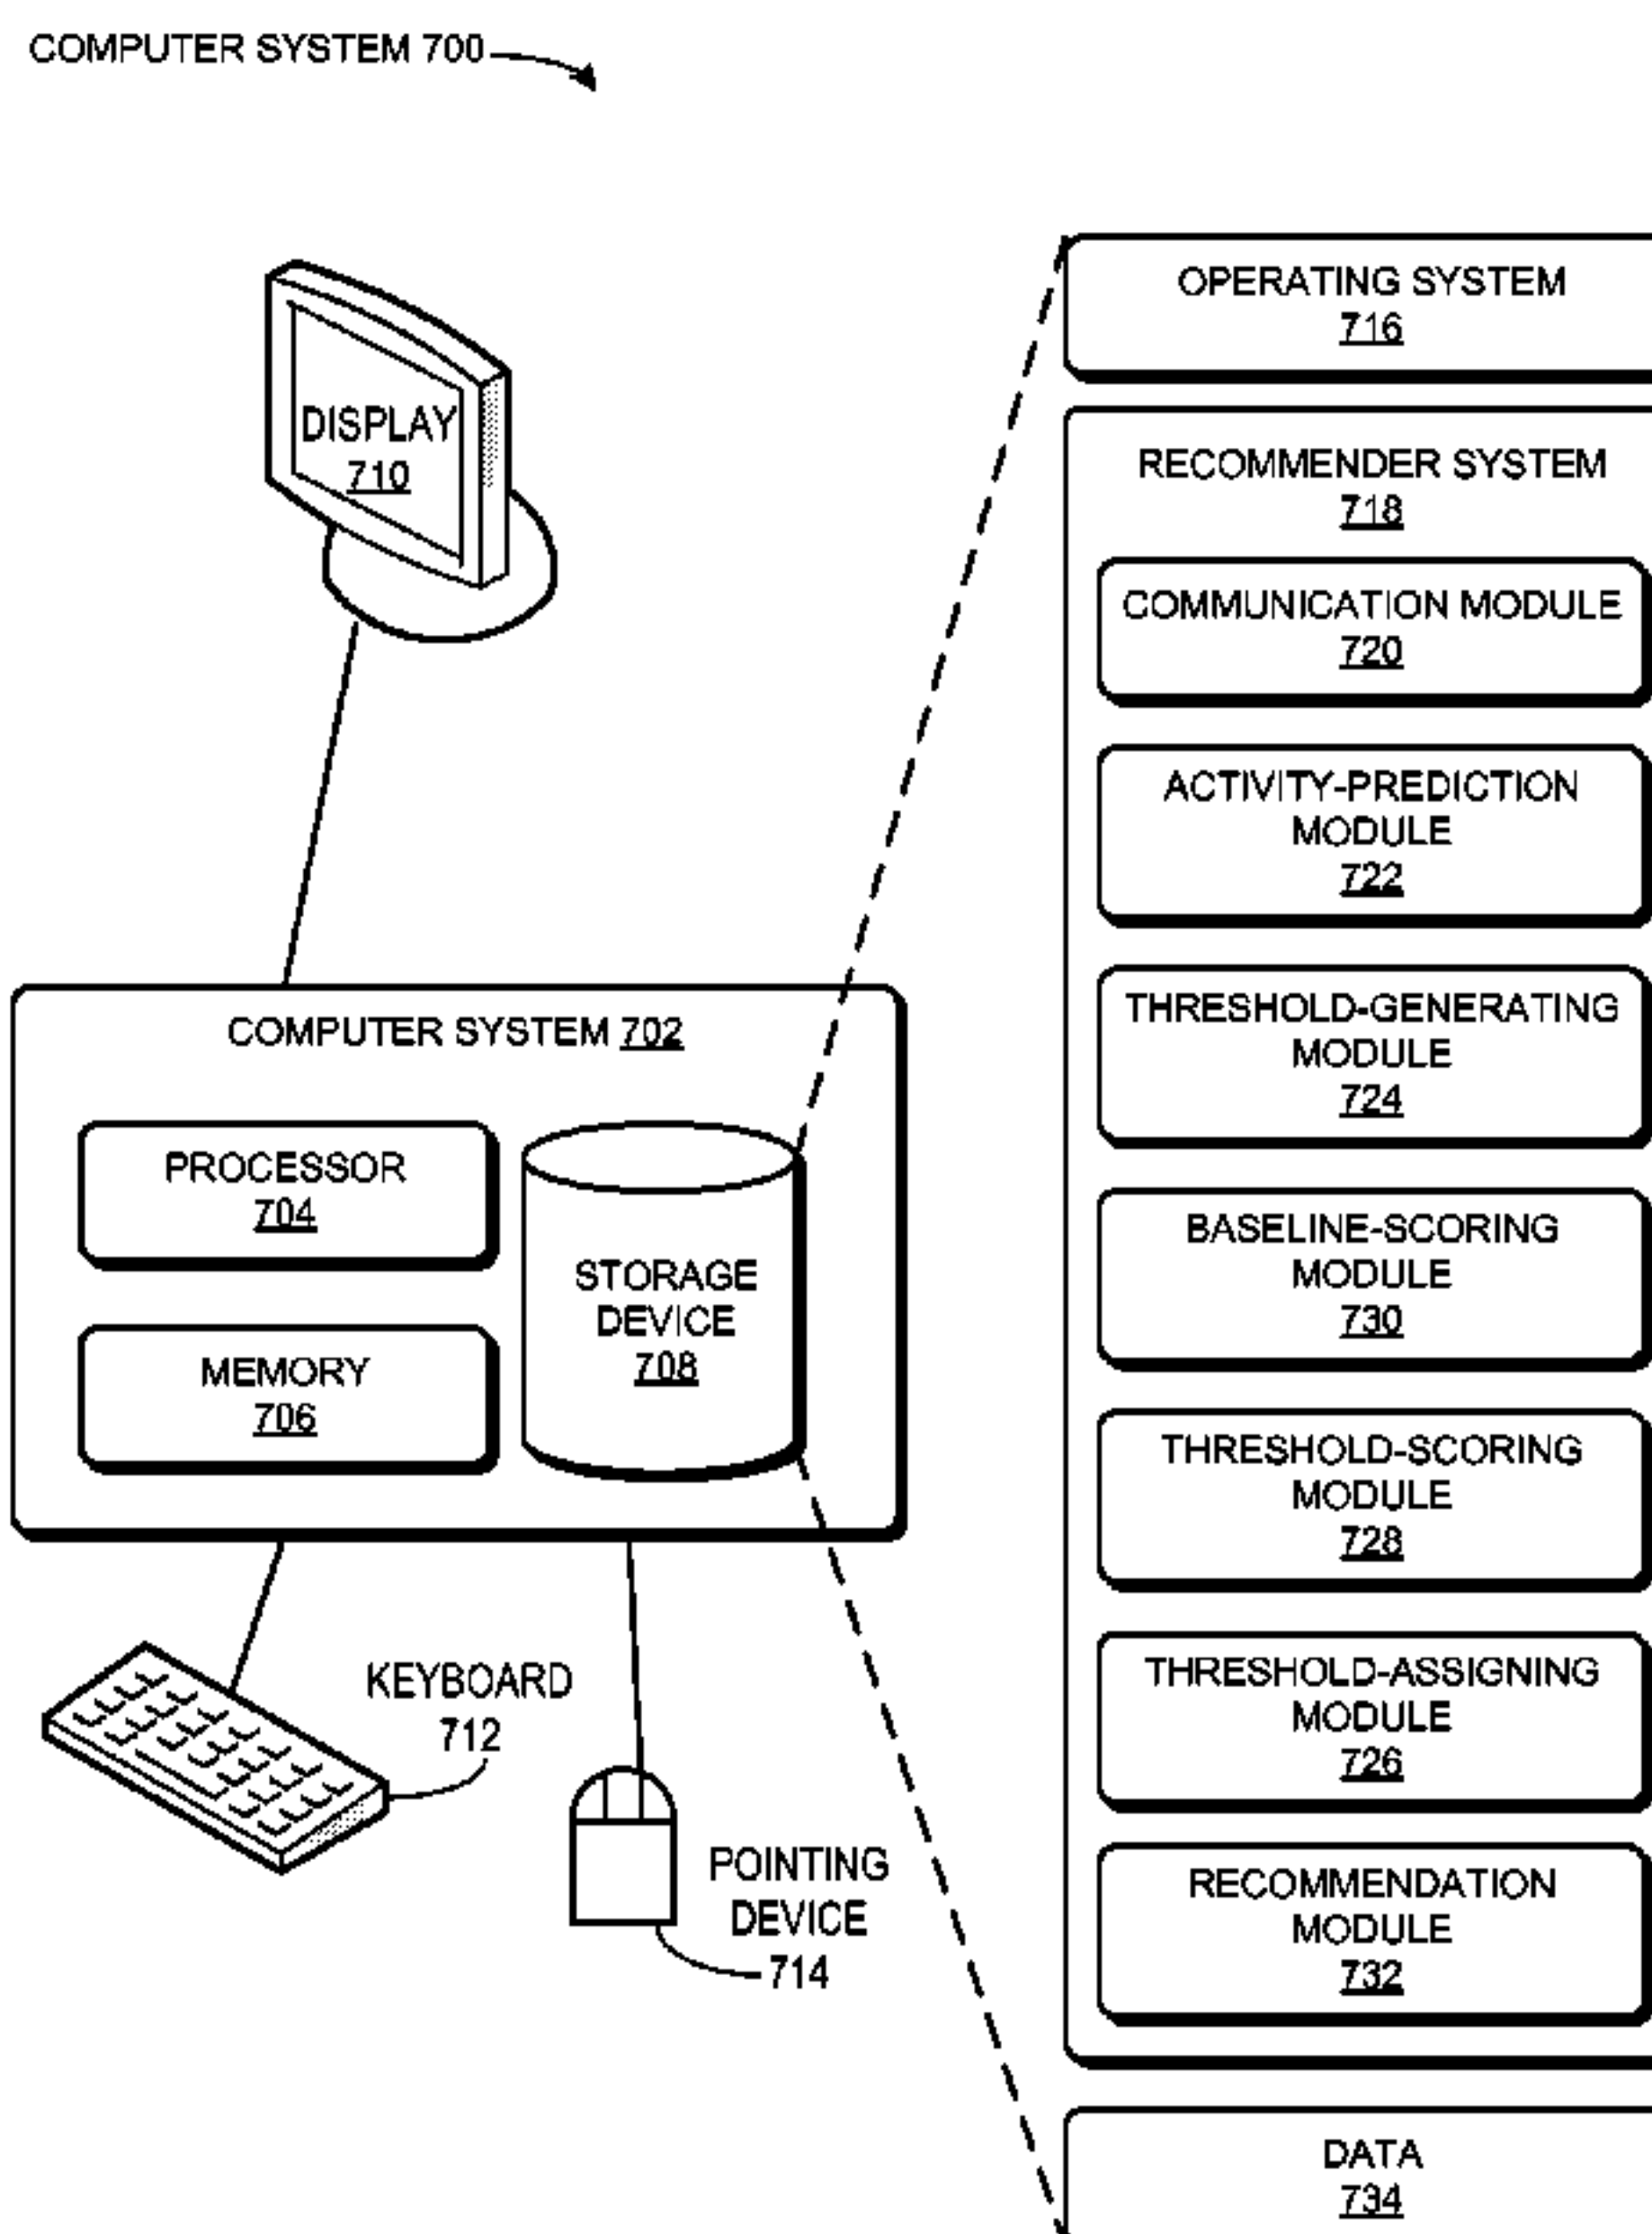 COMPUTER SYSTEM 700
DISPLAY
710
COMPUTER SYSTEM 702
PROCESSOR
704
MEMORY
706
STORAGE
DEVICE
708
KEYBOARD
712
POINTING
DEVICE
714
OPERATING SYSTEM
716
RECOMMENDER SYSTEM
718
COMMUNICATION MODULE
720
ACTIVITY-PREDICTION
MODULE
722
THRESHOLD-GENERATING
MODULE
724
BASELINE-SCORING
MODULE
730
THRESHOLD-SCORING
MODULE
728
THRESHOLD-ASSIGNING
MODULE
726
RECOMMENDATION
MODULE
732
DATA
734